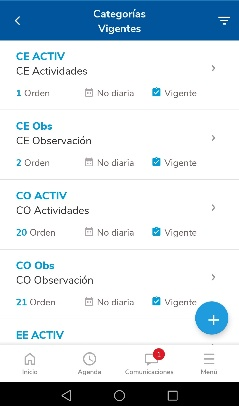 Categorías
Vigentes
CE ACTIV
CE Actividades
1 Orden No diaria Vigente
CE Obs
CE Observación
2 Orden No diaria Vigente
CO ACTIV
CO Actividades
20 Orden No diaria Vigente
CO Obs
CO Observación
21 Orden No diaria Vigente
EE ACTIV
1
Inicio Agenda Comunicaciones Menú